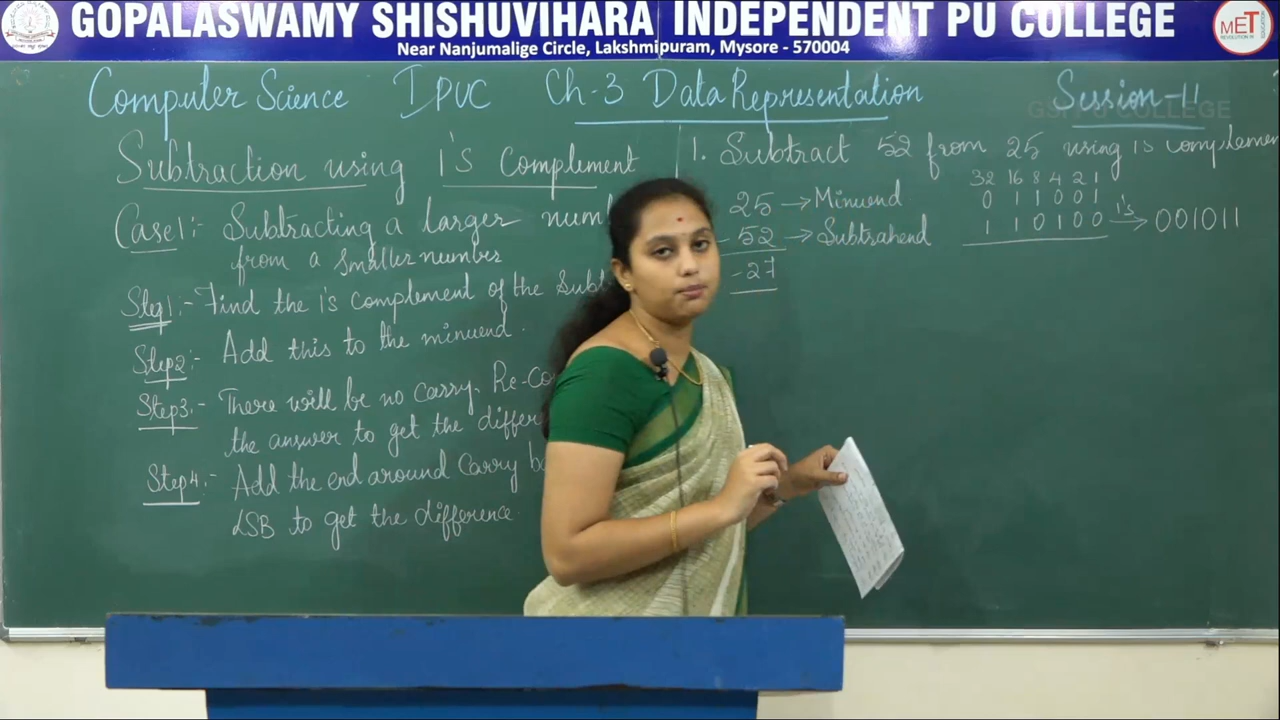 GOPALASWAMY SHISHUVIHARA INDEPENDENT PU COLLEGE
Near Nanjumalige Circle, Lakshmipuram, Mysore - 570004
MET
Computer Science I PUC Ch-3 Data Representation Session-11
GSIPU COLLEGE
Subtraction using 1's Complement
Case1:- Subtracting a larger
from a smaller number
Step1:- Find the 1's complement of the
Step2:- Add this to the minuend.
Step3:- There will be no carry. 
the answer to get the
Step4:- Add the end around Carry
LSB to get the difference.
1. Subtract 52 from 25 using 1s
32 16 8 4 2 1
25 → Minuend 0 1 1 0 0 1
- 52 → Subtrahend 1 1 0 1 0 0 1's → 001011
-27